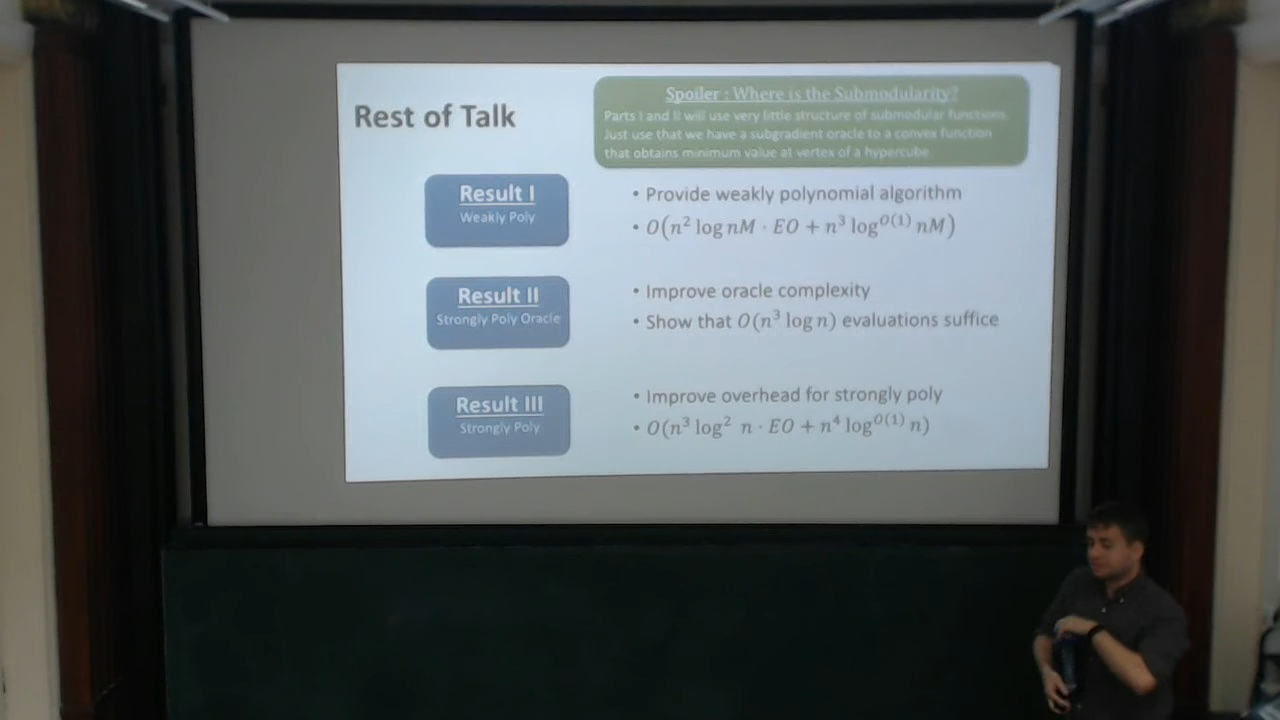 Rest of Talk
Spoiler : Where is the Submodularity?
Parts I and II will use very little structure of submodular functions.
Just use that we have a subgradient oracle to a convex function
that obtains minimum value at vertex of a hypercube
Result I
Weakly Poly
• Provide weakly polynomial algorithm
• O(n² log nM · EO + n³ log^{O(1)} nM)
Result II
Strongly Poly Oracle
• Improve oracle complexity
• Show that O(n³ log n) evaluations suffice
Result III
Strongly Poly
• Improve overhead for strongly poly
• O(n³ log² n · EO + n⁴ log^{O(1)} n)